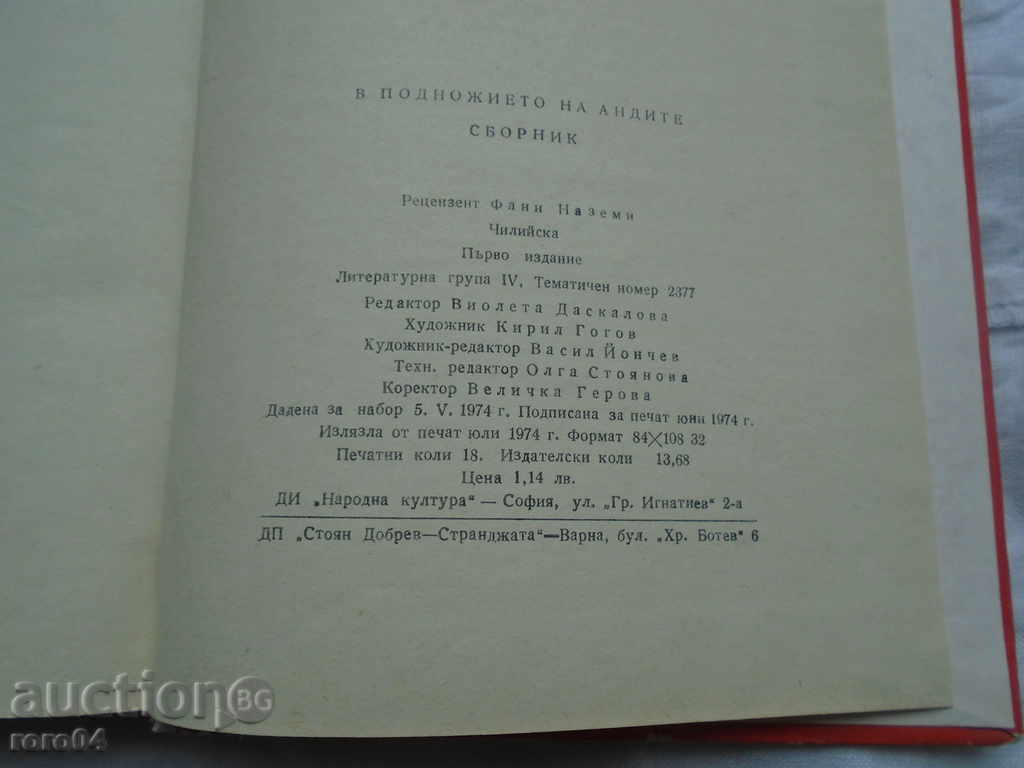 В ПОДНОЖИЕТО НА АНДИТЕ
СБОРНИК
Рецензент Фани Наземи
Чилийска
Първо издание
Литературна група IV, Тематичен номер 2377
Редактор Виолета Даскалова
Художник Кирил Гогов
Художник-редактор Васил Йончев
Техн. редактор Олга Стоянова
Коректор Величка Герова
Дадена за набор 5. V. 1974 г. Подписана за печат юни 1974 г.
Излязла от печат юли 1974 г. Формат 84×108 32
Печатни коли 18. Издателски коли 13,68
Цена 1,14 лв.
ДИ „Народна култура“ — София, ул. „Гр. Игнатиев“ 2-а
ДП „Стоян Добрев—Странджата“—Варна, бул. „Хр. Ботев“ 6
auction BG
roro04